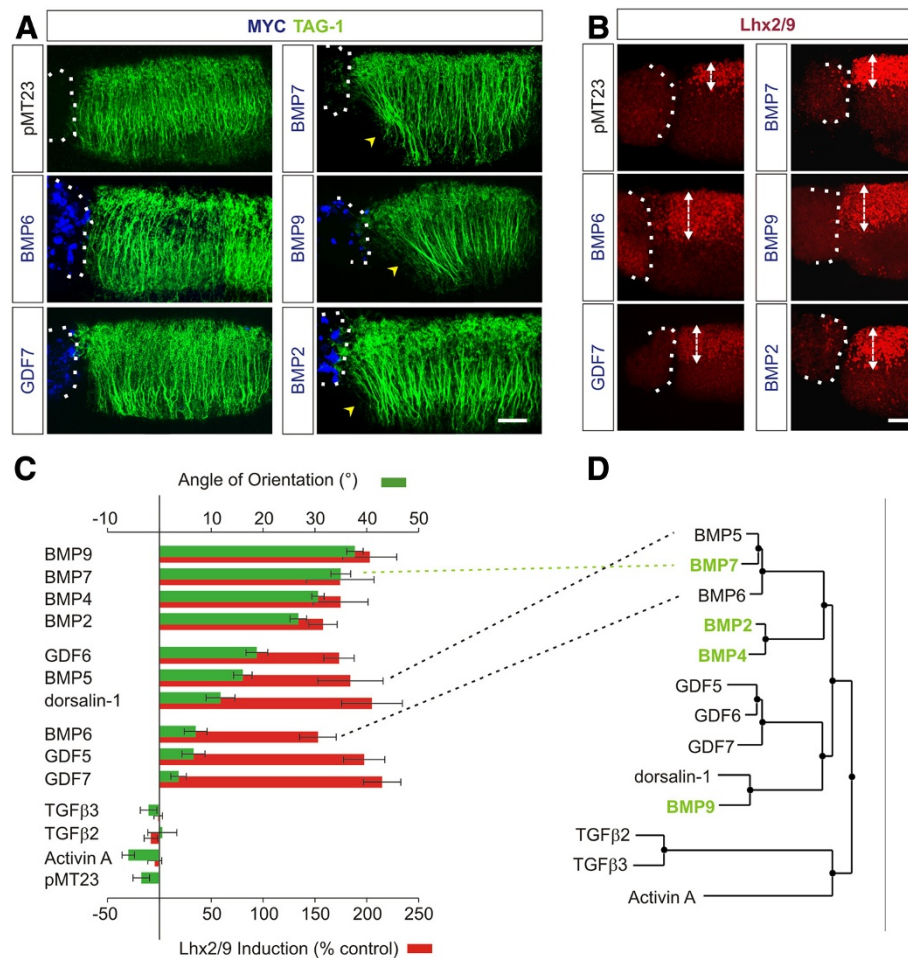 A
MYC TAG-1
pMT23
BMP7
BMP6
BMP9
GDF7
BMP2
B
Lhx2/9
pMT23
BMP7
BMP6
BMP9
GDF7
BMP2
C
Angle of Orientation (°)
-10 10 20 30 40 50
BMP9
BMP7
BMP4
BMP2
GDF6
BMP5
dorsalin-1
BMP6
GDF5
GDF7
TGFβ3
TGFβ2
Activin A
pMT23
-50 50 100 150 200 250
Lhx2/9 Induction (% control)
D
BMP5
BMP7
BMP6
BMP2
BMP4
GDF5
GDF6
GDF7
dorsalin-1
BMP9
TGFβ2
TGFβ3
Activin A